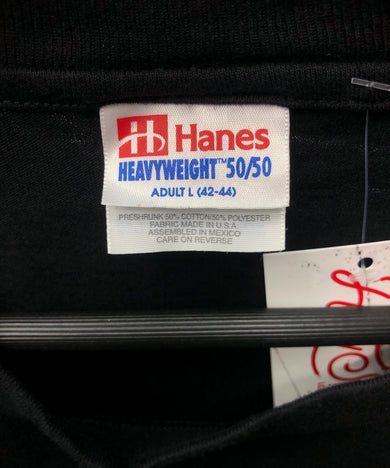 Hanes
HEAVYWEIGHT™ 50/50
ADULT L (42-44)
PRESHRUNK 50% COTTON/50% POLYESTER
FABRIC MADE IN U.S.A.
ASSEMBLED IN MEXICO
CARE ON REVERSE